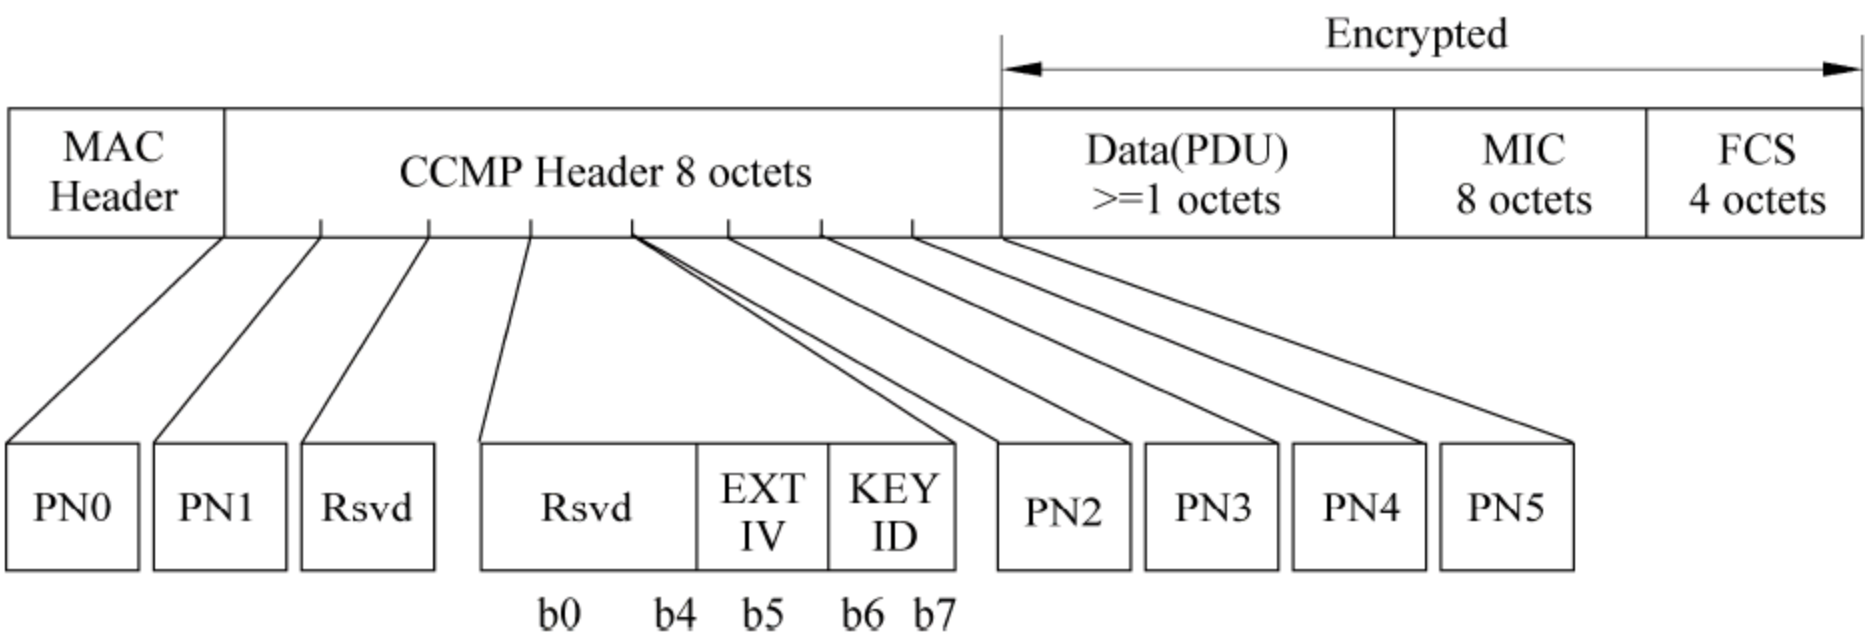 Encrypted
MAC
Header
CCMP Header 8 octets
Data(PDU)
>=1 octets
MIC
8 octets
FCS
4 octets
PN0
PN1
Rsvd
Rsvd
EXT
IV
KEY
ID
PN2
PN3
PN4
PN5
b0
b4
b5
b6
b7